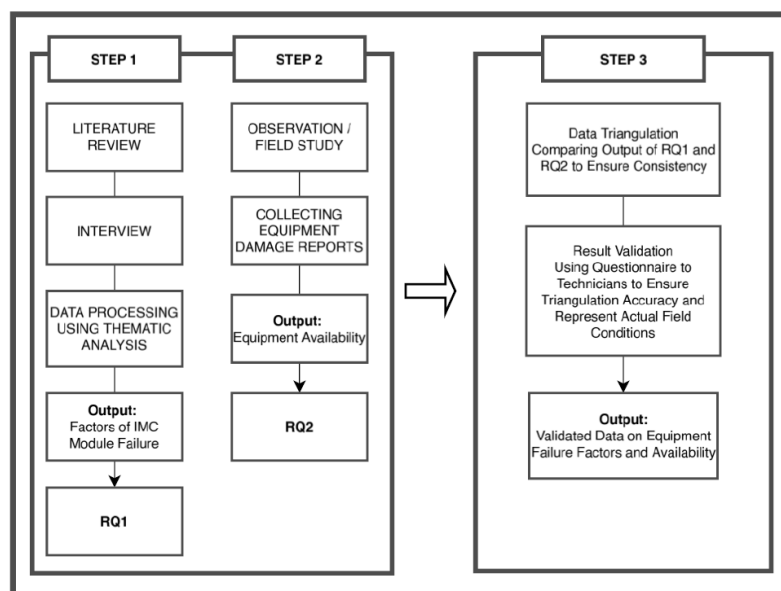 STEP 1
LITERATURE
REVIEW
INTERVIEW
DATA PROCESSING
USING THEMATIC
ANALYSIS
Output:
Factors of IMC
Module Failure
RQ1
STEP 2
OBSERVATION /
FIELD STUDY
COLLECTING
EQUIPMENT
DAMAGE REPORTS
Output:
Equipment Availability
RQ2
STEP 3
Data Triangulation
Comparing Output of RQ1 and
RQ2 to Ensure Consistency
Result Validation
Using Questionnaire to
Technicians to Ensure
Triangulation Accuracy and
Represent Actual Field
Conditions
Output:
Validated Data on Equipment
Failure Factors and Availability